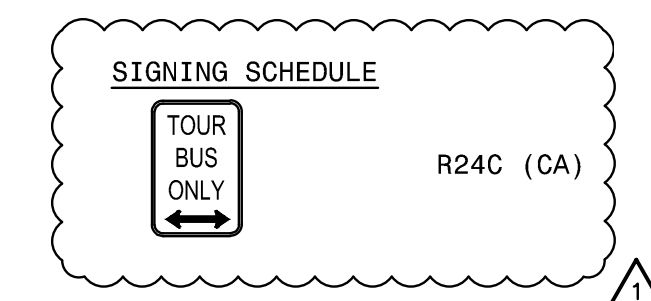 SIGNING SCHEDULE
TOUR
BUS
ONLY
R24C (CA)
1